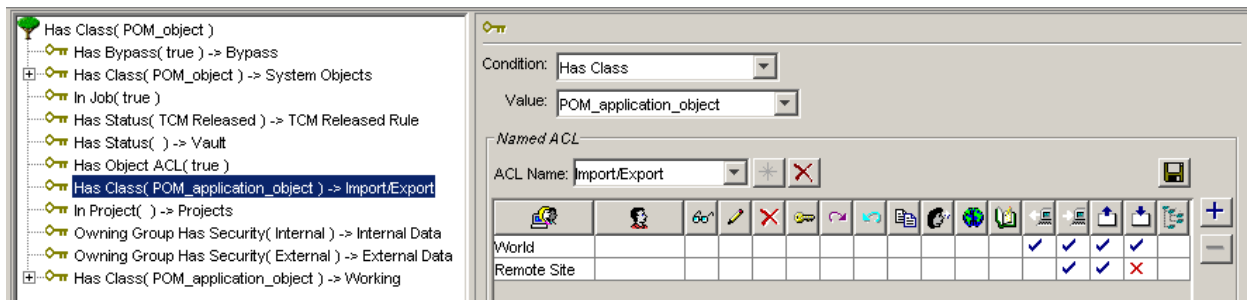 Has Class( POM_object )
Has Bypass( true ) -> Bypass
Has Class( POM_object ) -> System Objects
In Job( true )
Has Status( TCM Released ) -> TCM Released Rule
Has Status( ) -> Vault
Has Object ACL( true )
Has Class( POM_application_object ) -> Import/Export
In Project( ) -> Projects
Owning Group Has Security( Internal ) -> Internal Data
Owning Group Has Security( External ) -> External Data
Has Class( POM_application_object ) -> Working
Condition: Has Class
Value: POM_application_object
Named ACL
ACL Name: Import/Export
World
Remote Site